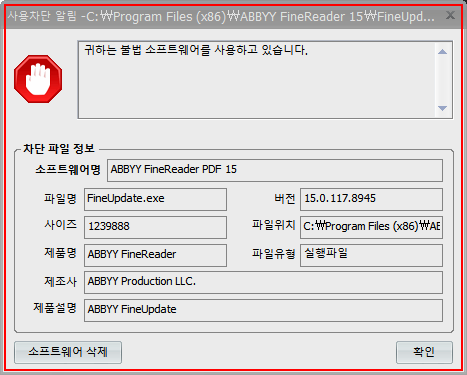 사용차단 알림 -C:₩Program Files (x86)₩ABBYY FineReader 15₩FineUpd...
귀하는 불법 소프트웨어를 사용하고 있습니다.
차단 파일 정보
소프트웨어명 ABBYY FineReader PDF 15
파일명 FineUpdate.exe 버전 15.0.117.8945
사이즈 1239888 파일위치 C:₩Program Files (x86)₩AB
제품명 ABBYY FineReader 파일유형 실행파일
제조사 ABBYY Production LLC.
제품설명 ABBYY FineUpdate
소프트웨어 삭제 확인